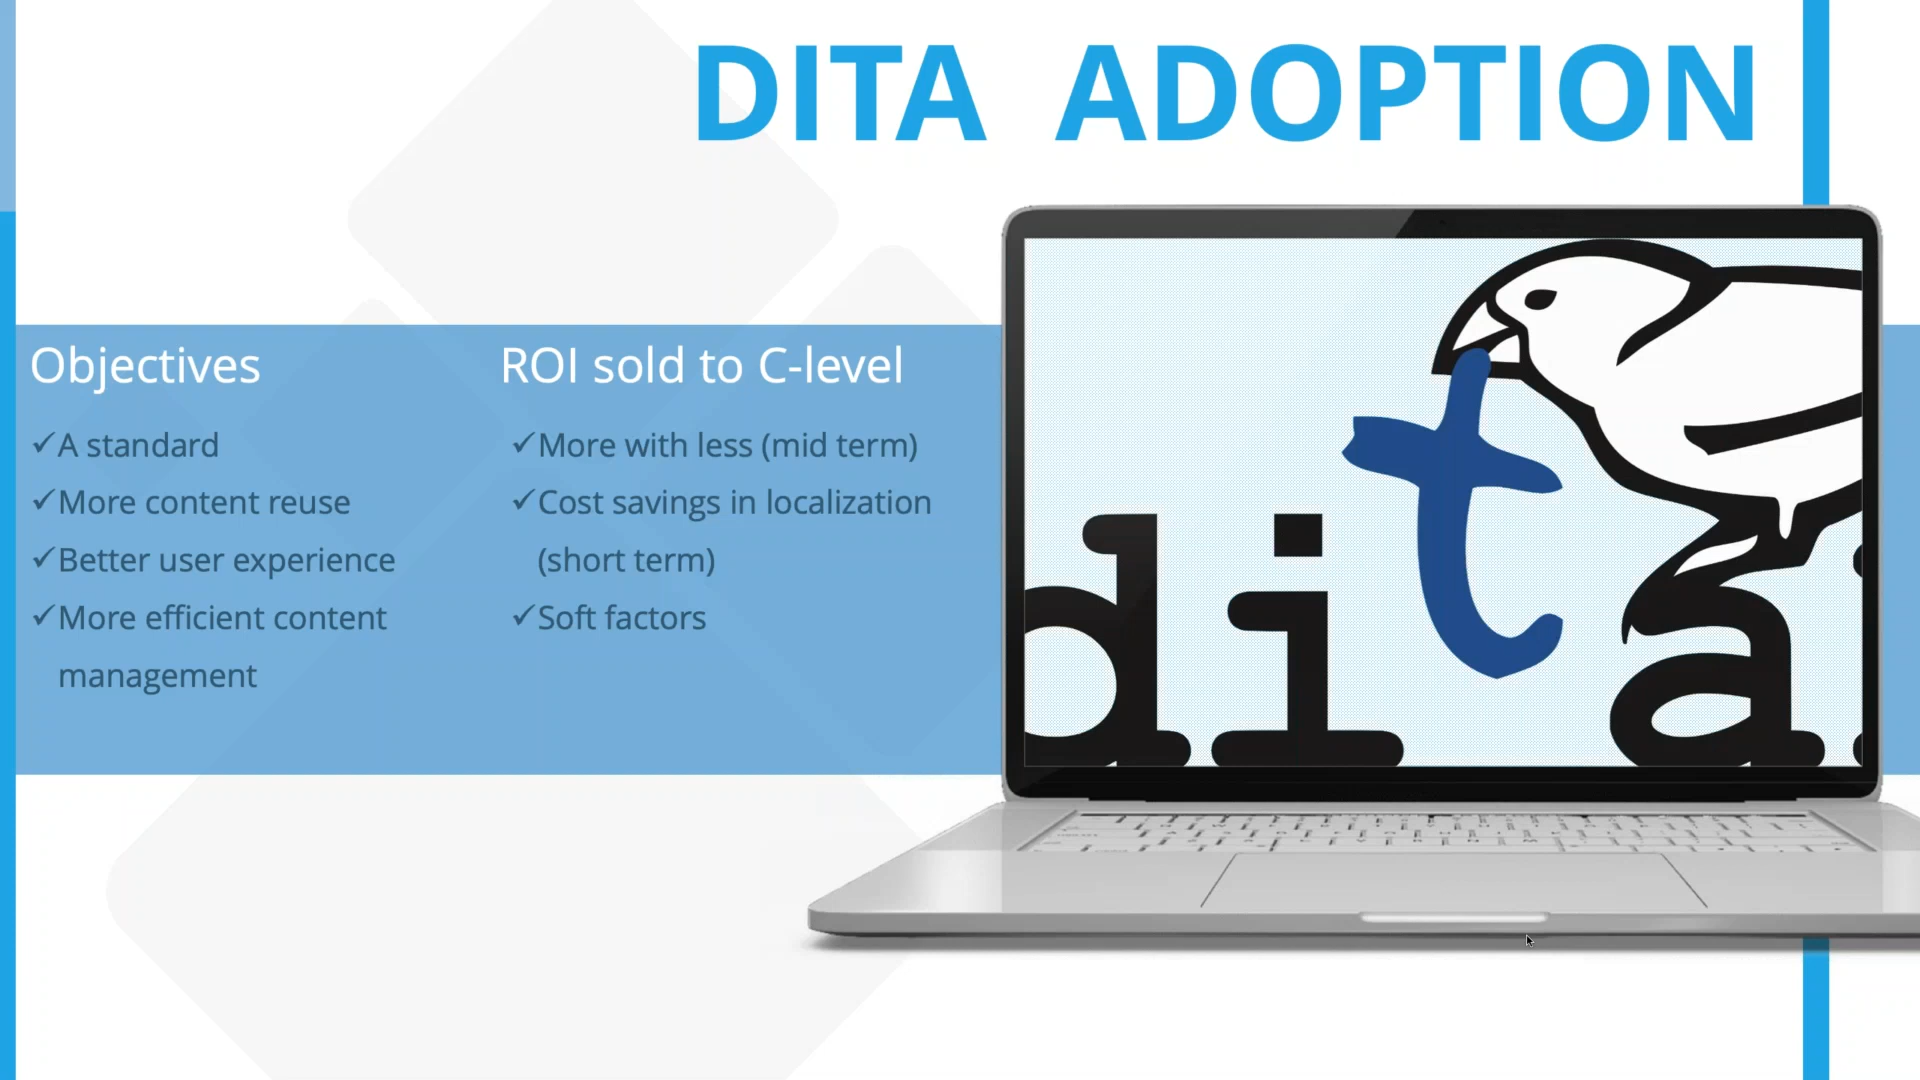 DITA ADOPTION
Objectives
✓A standard
✓More content reuse
✓Better user experience
✓More efficient content
management
ROI sold to C-level
✓More with less (mid term)
✓Cost savings in localization
(short term)
✓Soft factors
dita